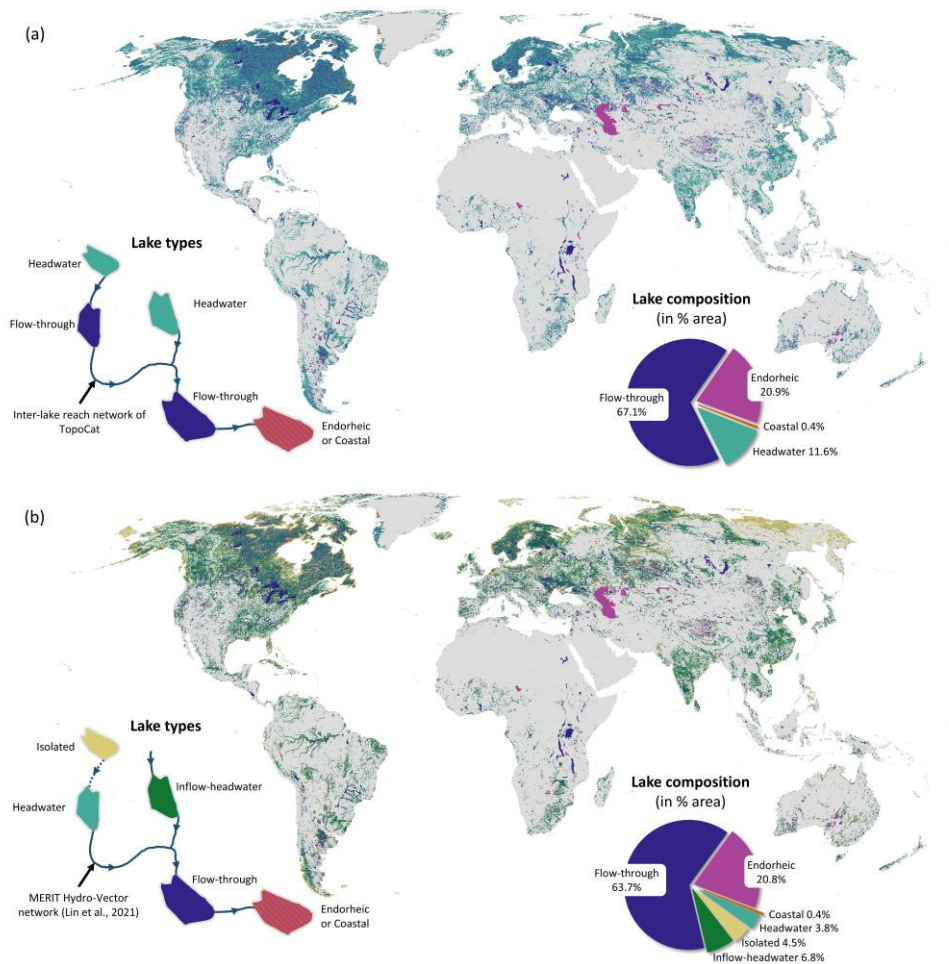 (a)
Lake types
Headwater
Headwater
Flow-through
Inter-lake reach network of
TopoCat
Flow-through
Endorheic
or Coastal
Lake composition
(in % area)
Flow-through
67.1%
Endorheic
20.9%
Coastal 0.4%
Headwater 11.6%
(b)
Lake types
Isolated
Inflow-headwater
Headwater
MERIT Hydro-Vector
network (Lin et al., 2021)
Flow-through
Endorheic
or Coastal
Lake composition
(in % area)
Flow-through
63.7%
Endorheic
20.8%
Coastal 0.4%
Headwater 3.8%
Isolated 4.5%
Inflow-headwater 6.8%